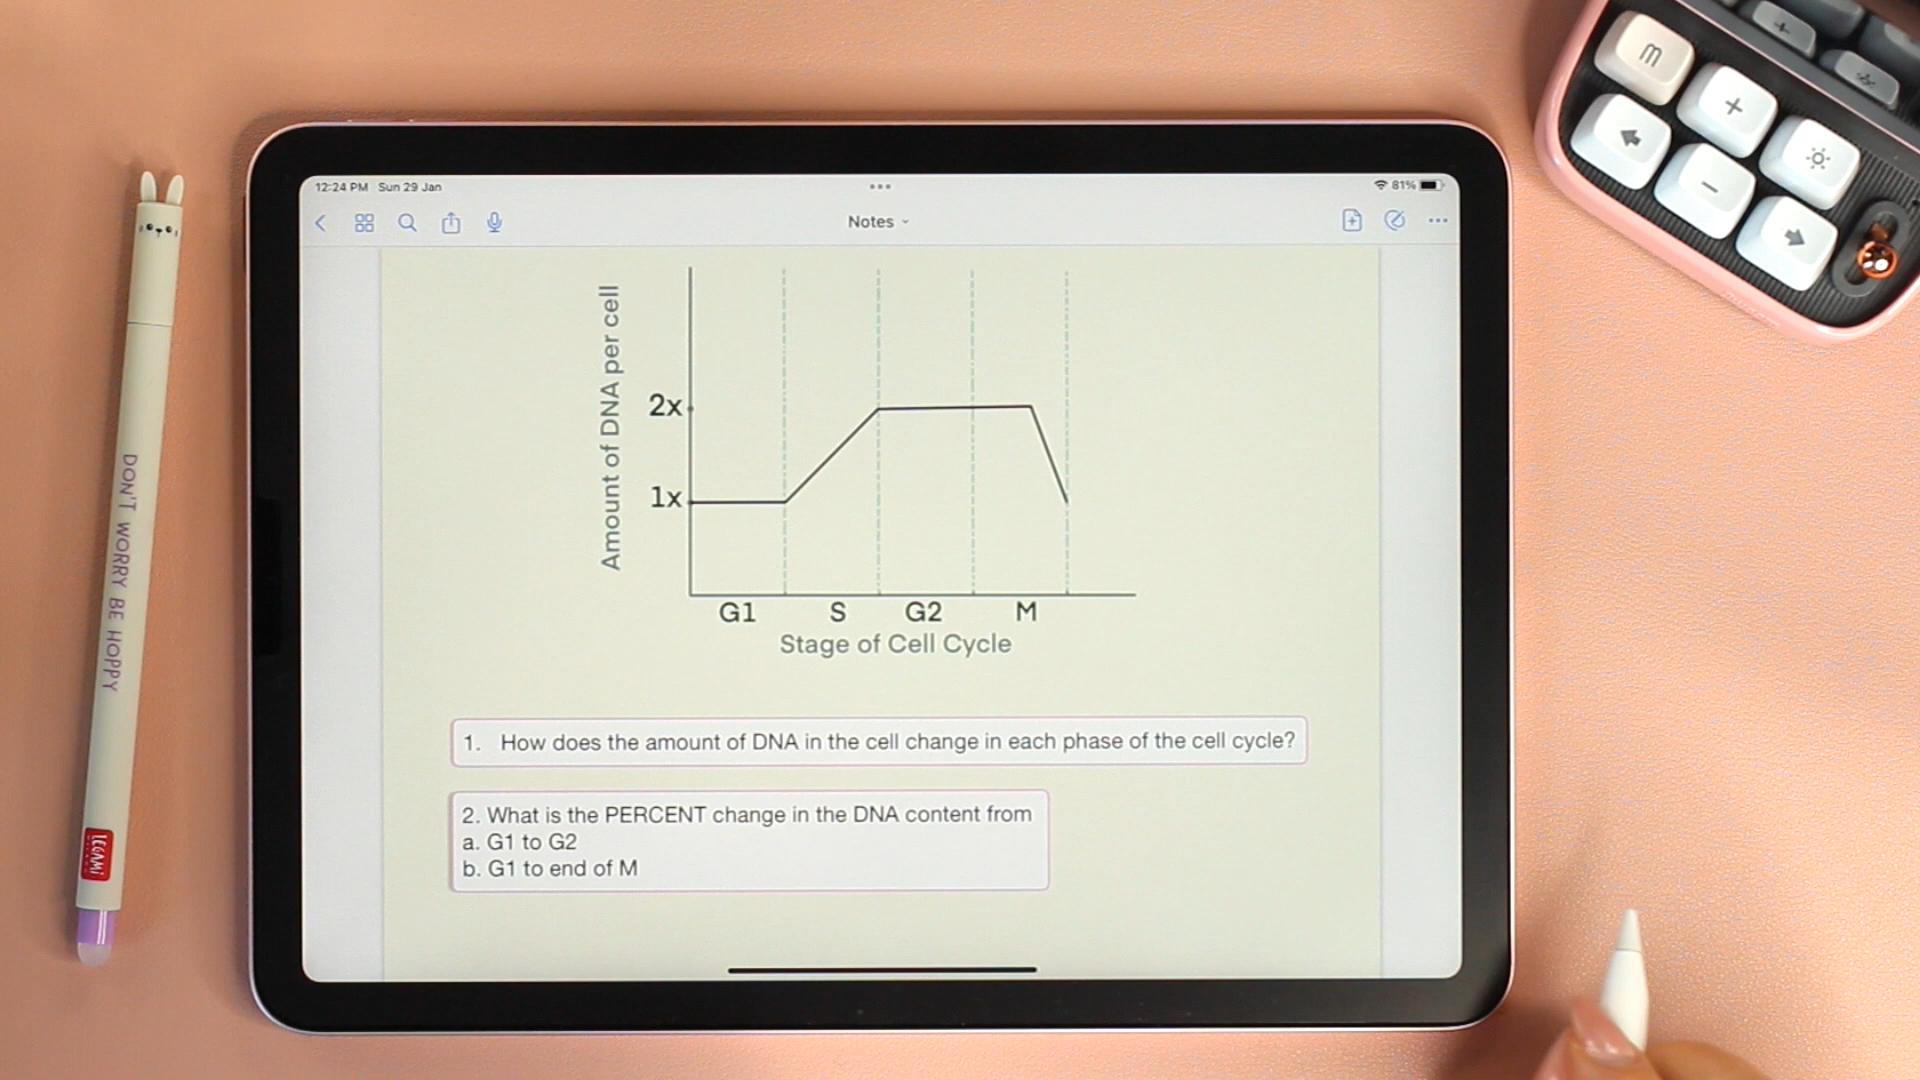 12:24 PM Sun 29 Jan
81%
Notes
Amount of DNA per cell
2x
1x
G1 S G2 M
Stage of Cell Cycle
1. How does the amount of DNA in the cell change in each phase of the cell cycle?
2. What is the PERCENT change in the DNA content from
a. G1 to G2
b. G1 to end of M
DON'T WORRY BE HOPPY
LEGAMI
m